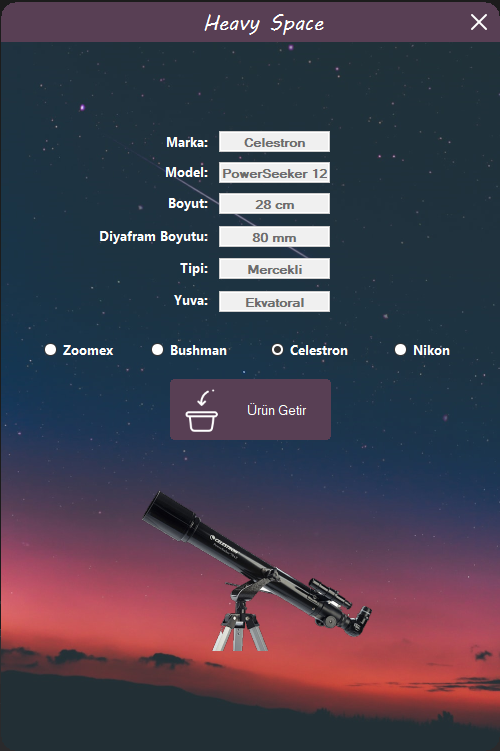 Heavy Space
Marka: Celestron
Model: PowerSeeker 12
Boyut: 28 cm
Diyafram Boyutu: 80 mm
Tipi: Mercekli
Yuva: Ekvatoral
Zoomex Bushman Celestron Nikon
Ürün Getir
CELESTRON